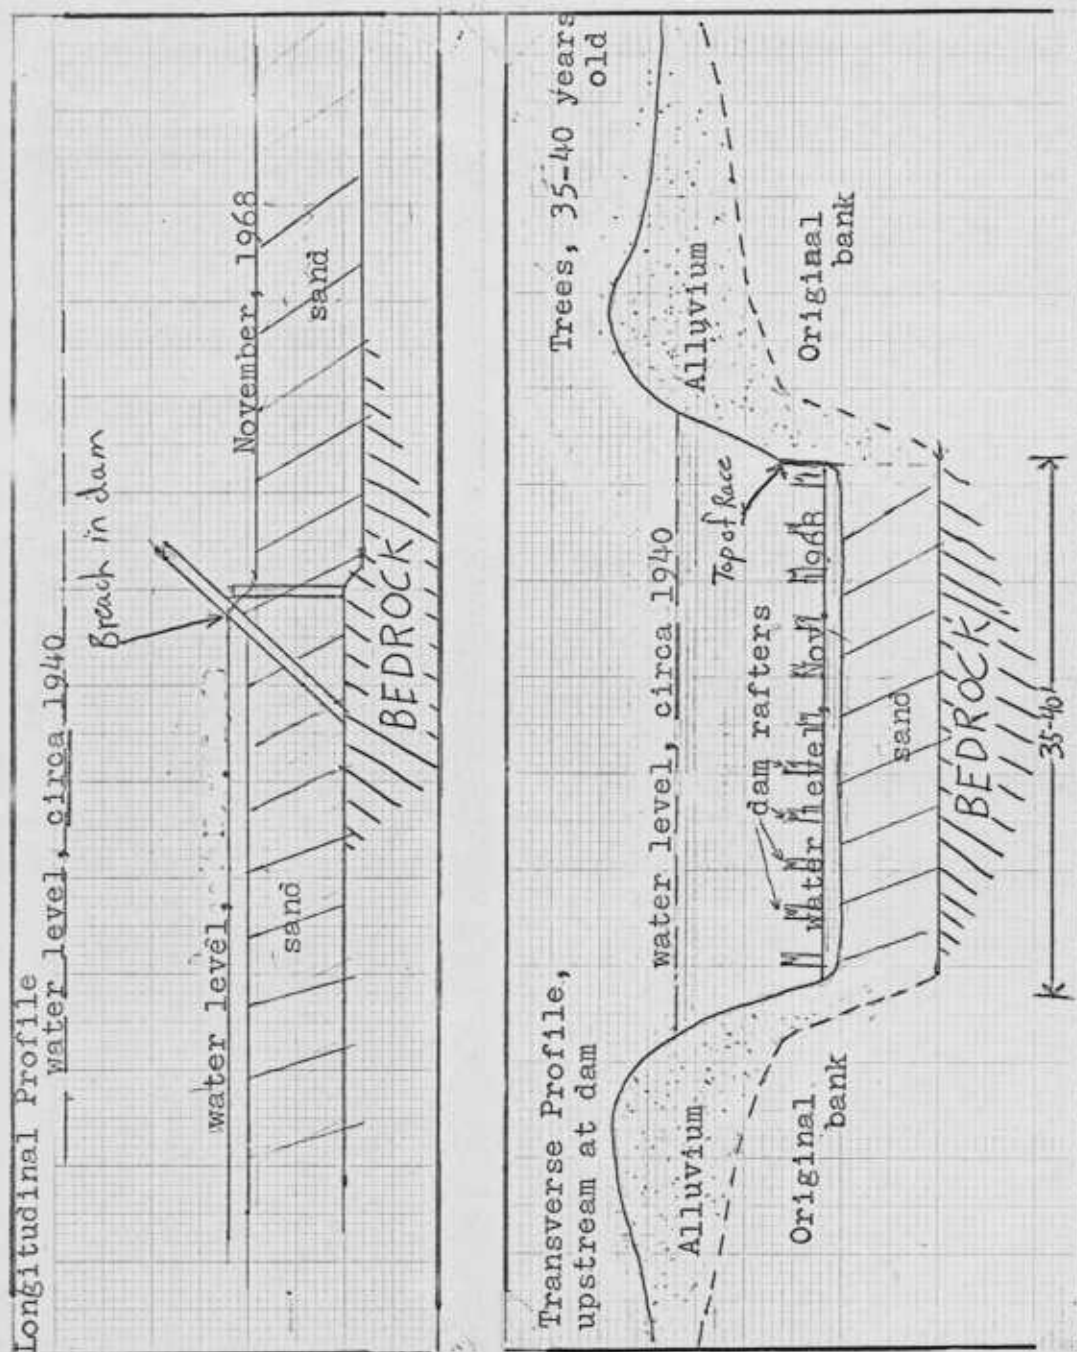 Longitudinal Profile
water level, circa 1940
Breach in dam
water level,
November, 1968
sand
sand
BEDROCK
Transverse Profile,
upstream at dam
Trees, 35-40 years
old
water level, circa 1940
Top of Race
dam rafters
Alluvium
Alluvium
water level, Nov. 1968
Original
bank
Original
bank
sand
BEDROCK
35-40'